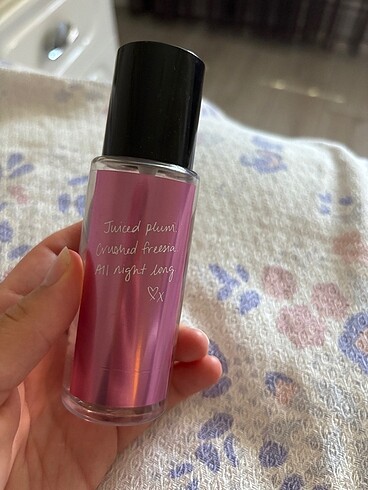 Juiced plum.
Crushed freesia
All night long